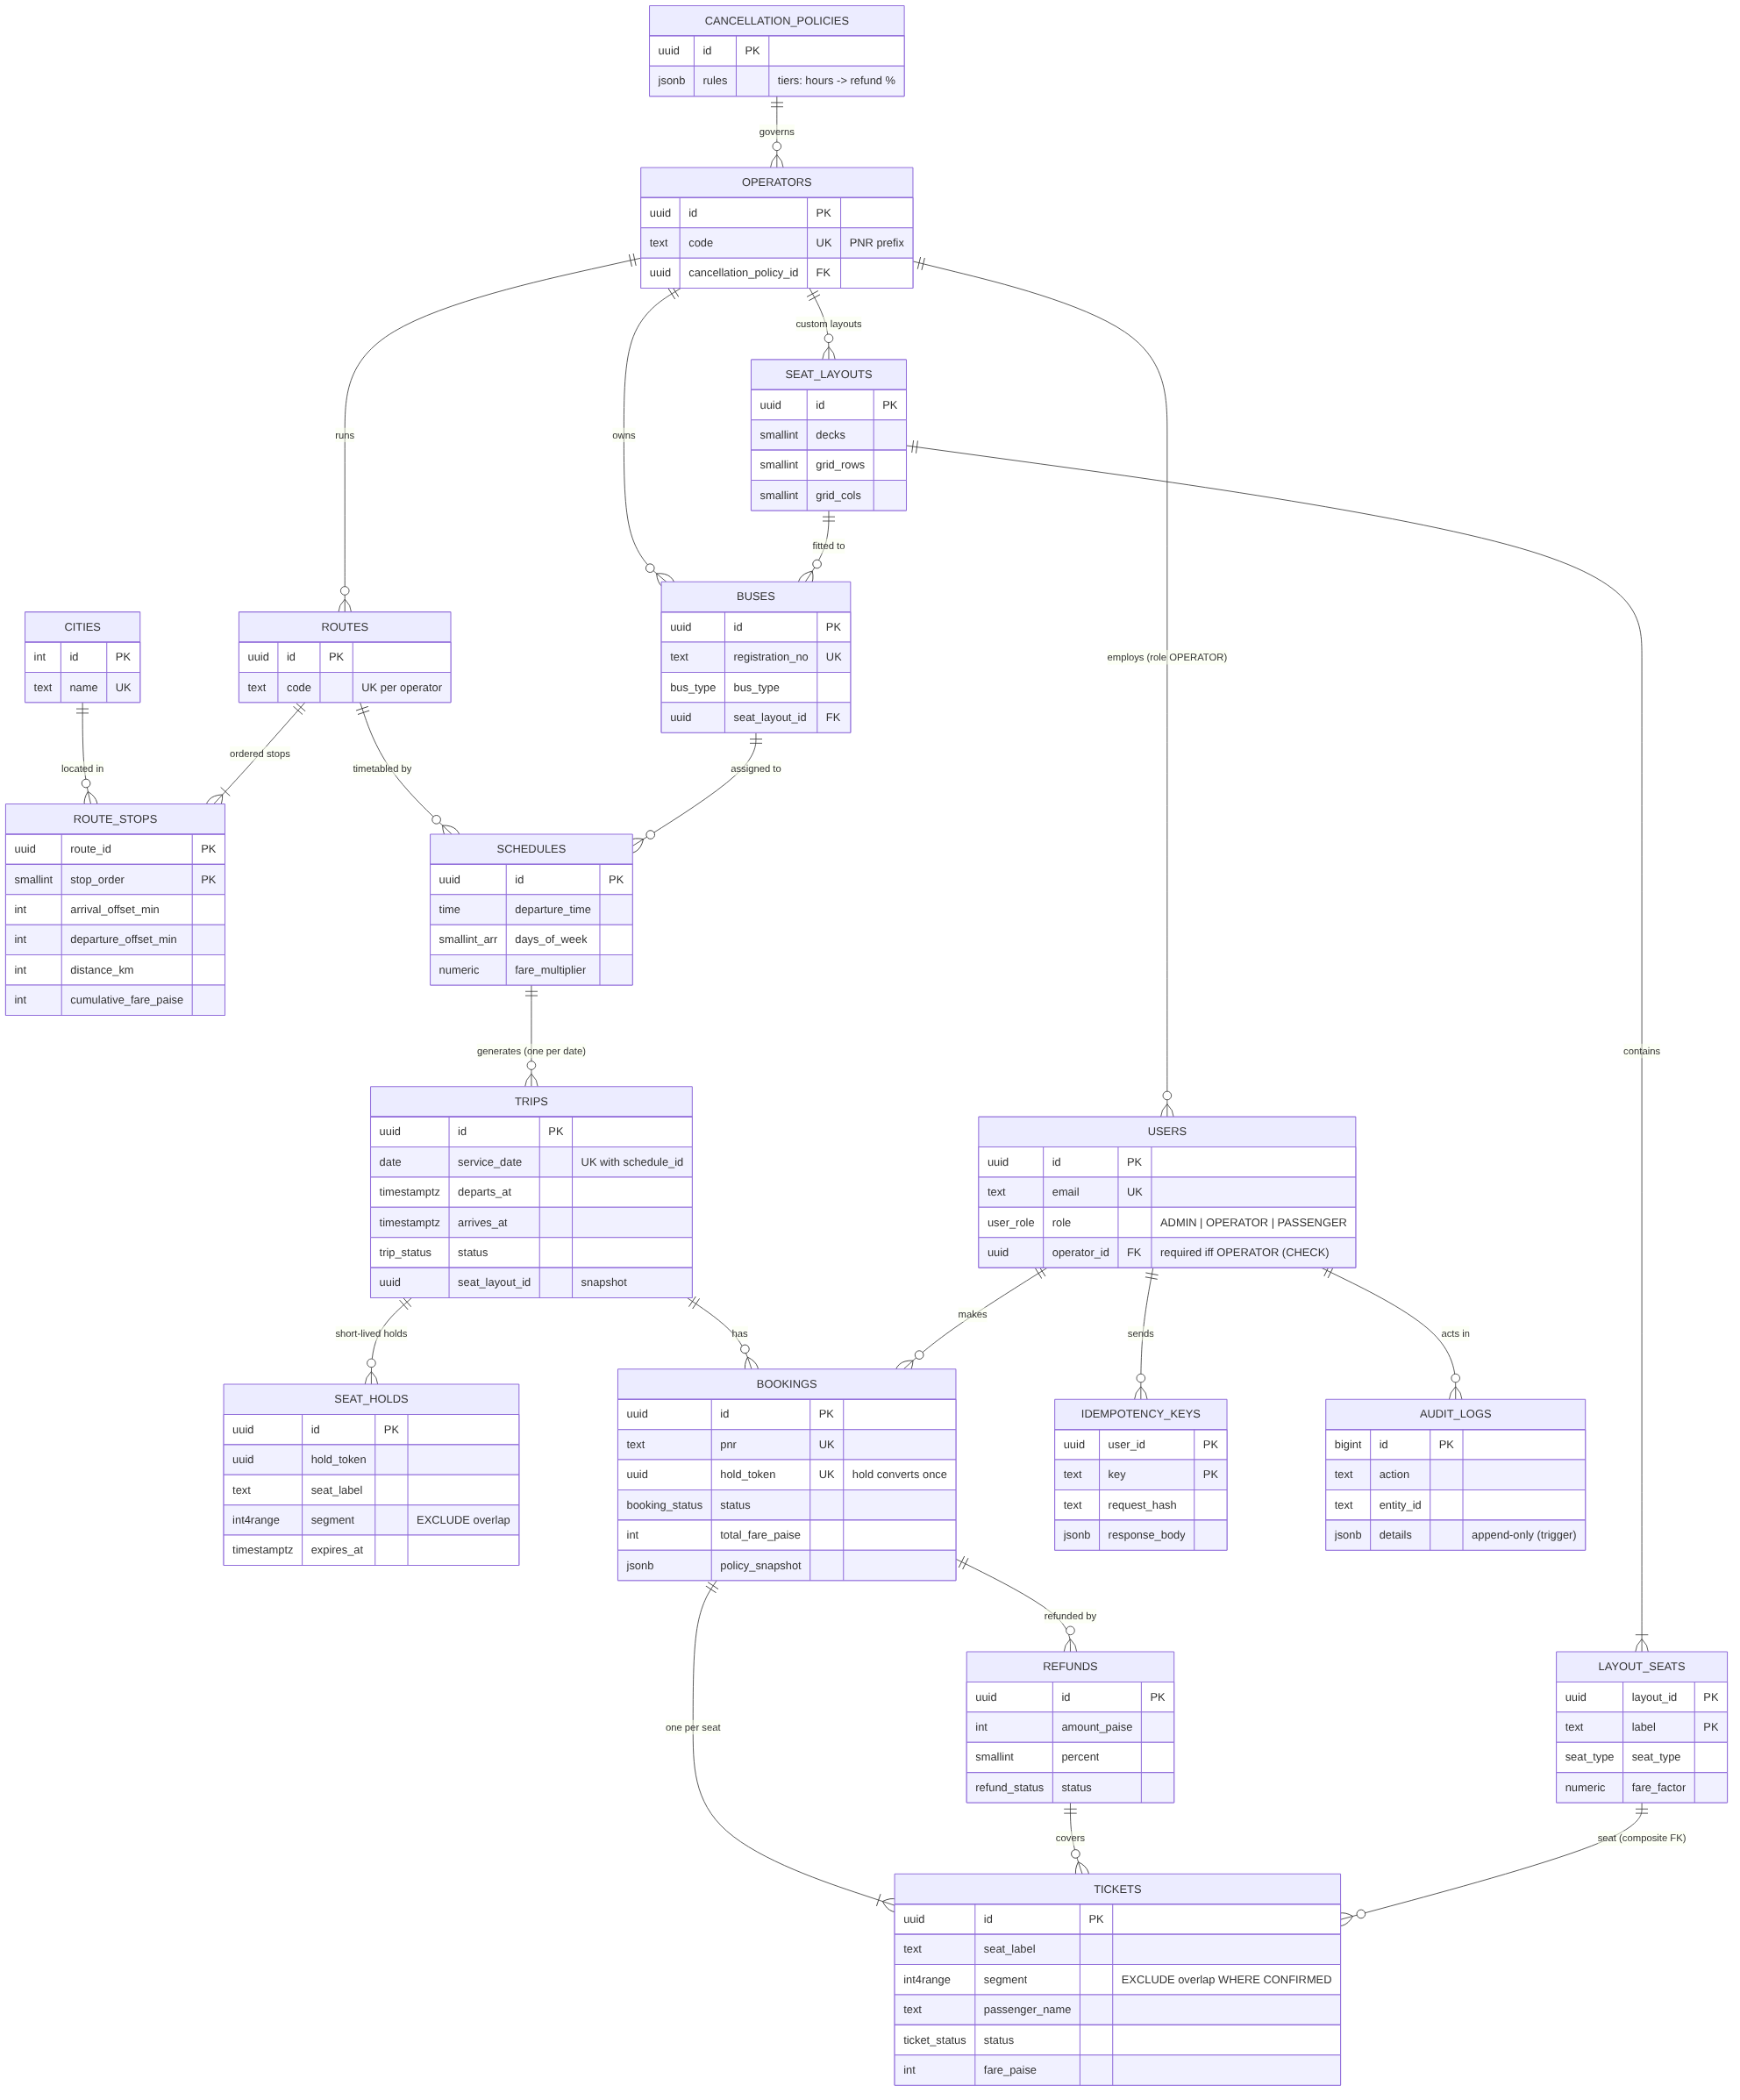 CANCELLATION_POLICIES
uuid id PK
jsonb rules tiers: hours -> refund %
governs
OPERATORS
uuid id PK
text code UK PNR prefix
uuid cancellation_policy_id FK
custom layouts
SEAT_LAYOUTS
uuid id PK
smallint decks
smallint grid_rows
smallint grid_cols
runs
owns
fitted to
employs (role OPERATOR)
CITIES
int id PK
text name UK
ROUTES
uuid id PK
text code UK per operator
BUSES
uuid id PK
text registration_no UK
bus_type bus_type
uuid seat_layout_id FK
located in
ordered stops
timetabled by
assigned to
ROUTE_STOPS
uuid route_id PK
smallint stop_order PK
int arrival_offset_min
int departure_offset_min
int distance_km
int cumulative_fare_paise
SCHEDULES
uuid id PK
time departure_time
smallint_arr days_of_week
numeric fare_multiplier
generates (one per date)
contains
TRIPS
uuid id PK
date service_date UK with schedule_id
timestamptz departs_at
timestamptz arrives_at
trip_status status
uuid seat_layout_id snapshot
USERS
uuid id PK
text email UK
user_role role ADMIN | OPERATOR | PASSENGER
uuid operator_id FK required iff OPERATOR (CHECK)
short-lived holds
has
makes
sends
acts in
SEAT_HOLDS
uuid id PK
uuid hold_token
text seat_label
int4range segment EXCLUDE overlap
timestamptz expires_at
BOOKINGS
uuid id PK
text pnr UK
uuid hold_token UK hold converts once
booking_status status
int total_fare_paise
jsonb policy_snapshot
IDEMPOTENCY_KEYS
uuid user_id PK
text key PK
text request_hash
jsonb response_body
AUDIT_LOGS
bigint id PK
text action
text entity_id
jsonb details append-only (trigger)
refunded by
one per seat
REFUNDS
uuid id PK
int amount_paise
smallint percent
refund_status status
LAYOUT_SEATS
uuid layout_id PK
text label PK
seat_type seat_type
numeric fare_factor
covers
seat (composite FK)
TICKETS
uuid id PK
text seat_label
int4range segment EXCLUDE overlap WHERE CONFIRMED
text passenger_name
ticket_status status
int fare_paise